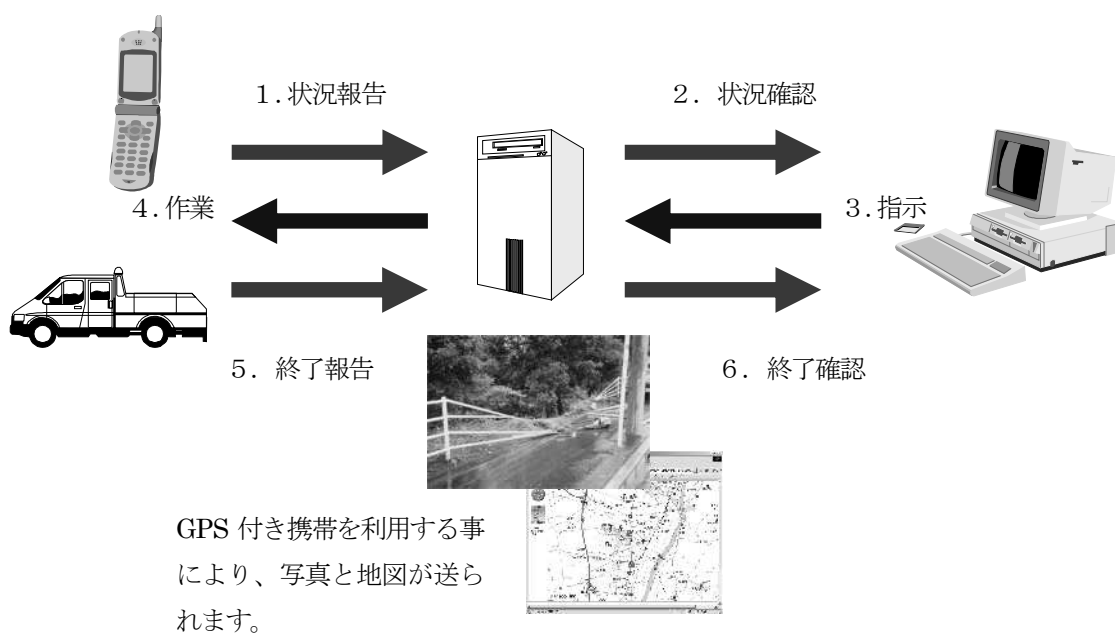 １.状況報告
２．状況確認
４.作業
３.指示
５．終了報告
６．終了確認
GPS 付き携帯を利用する事
により、写真と地図が送ら
れます。